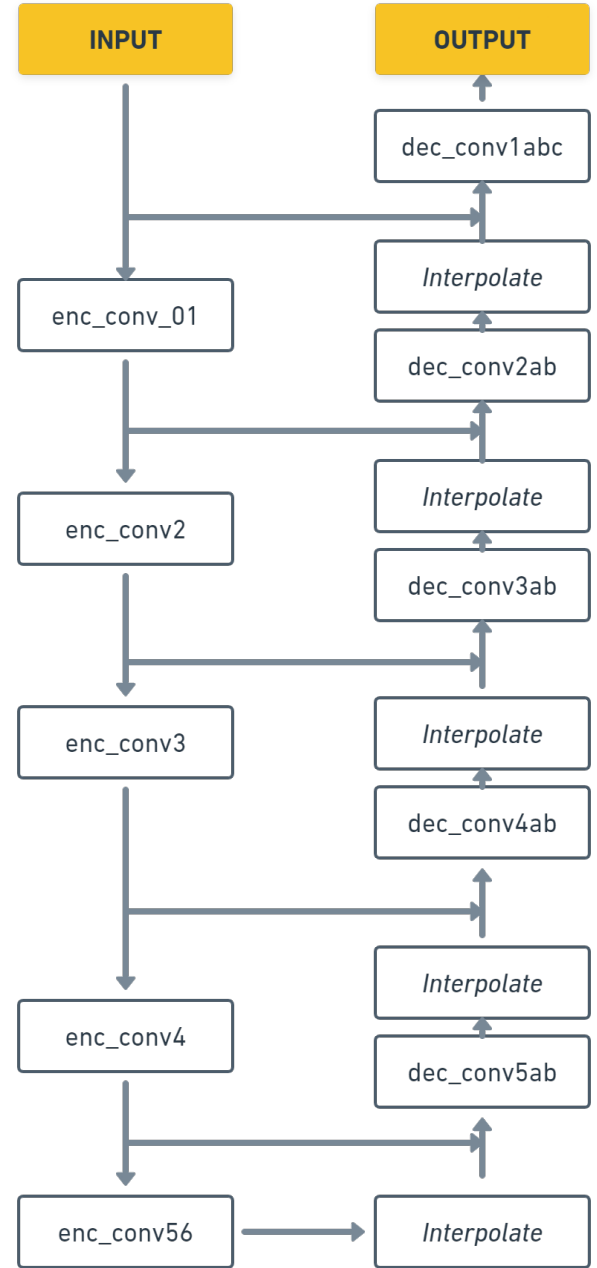 INPUT
OUTPUT
dec_conv1abc
Interpolate
enc_conv_01
dec_conv2ab
Interpolate
enc_conv2
dec_conv3ab
Interpolate
enc_conv3
dec_conv4ab
Interpolate
enc_conv4
dec_conv5ab
enc_conv56
Interpolate